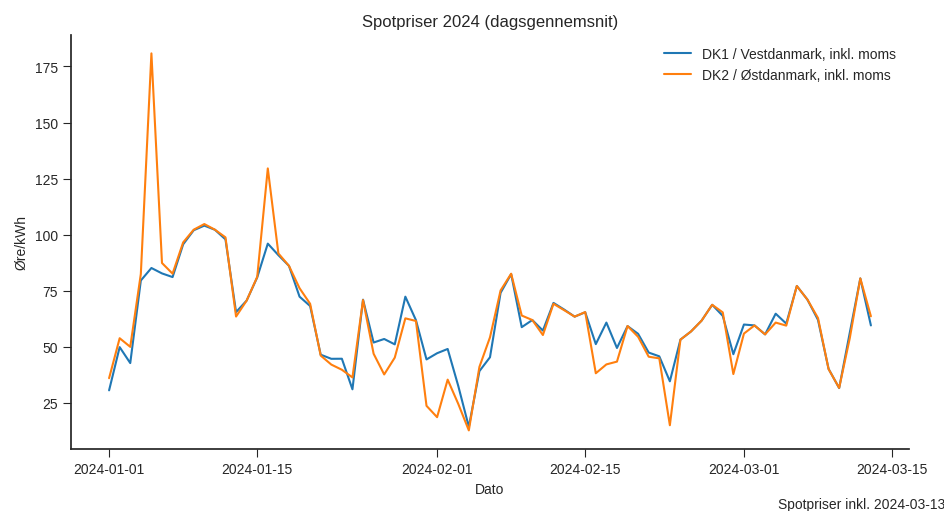 Spotpriser 2024 (dagsgennemsnit)
DK1 / Vestdanmark, inkl. moms
DK2 / Østdanmark, inkl. moms
175
150
125
100
75
50
25
Øre/kWh
2024-01-01
2024-01-15
2024-02-01
2024-02-15
2024-03-01
2024-03-15
Dato
Spotpriser inkl. 2024-03-13